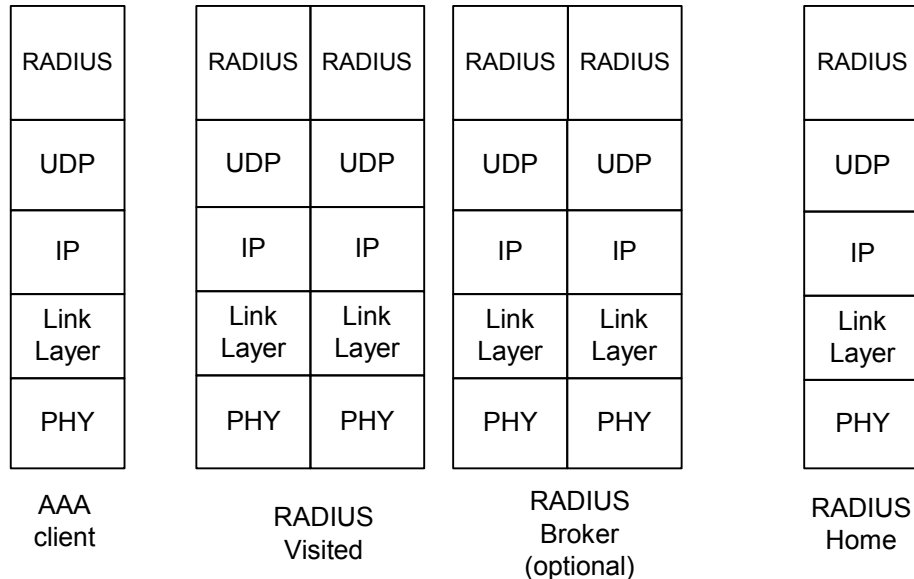 RADIUS RADIUS RADIUS RADIUS RADIUS RADIUS
UDP UDP UDP UDP UDP UDP
IP IP IP IP IP IP
Link Link Link Link Link Link
Layer Layer Layer Layer Layer Layer
PHY PHY PHY PHY PHY PHY
AAA
client
RADIUS
Visited
RADIUS
Broker
(optional)
RADIUS
Home